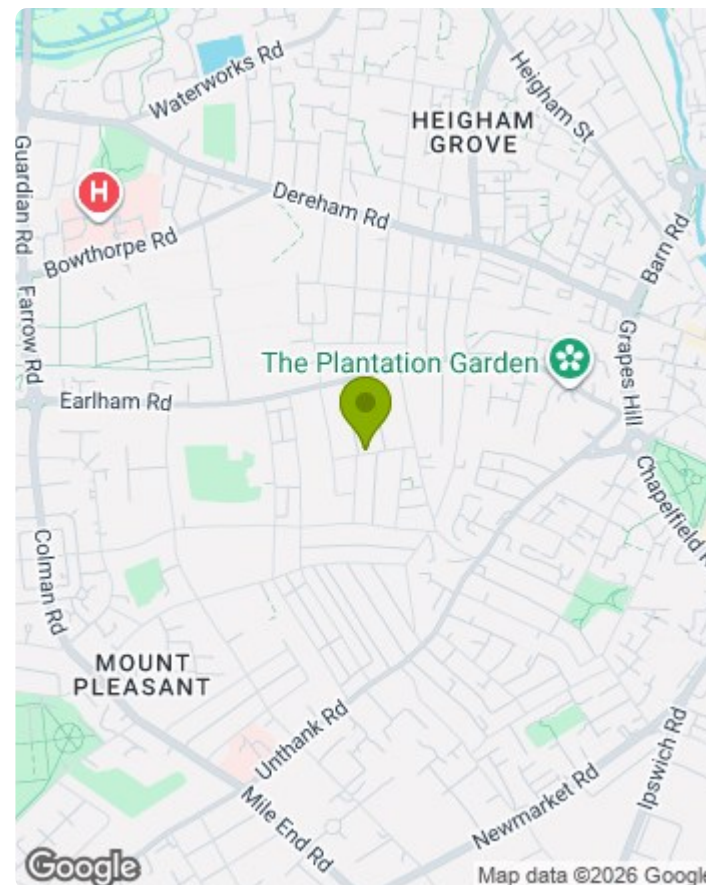 Waterworks Rd
Heigham St
HEIGHAM
GROVE
Guardian Rd
H
Dereham Rd
Barn Rd
Bowthorpe Rd
Farrow Rd
Grapes Hill
The Plantation Garden
Earlham Rd
Chapelfield R
Colman Rd
MOUNT
PLEASANT
Unthank Rd
Ipswich Rd
Mile End Rd
Newmarket Rd
Google
Map data ©2026 Google